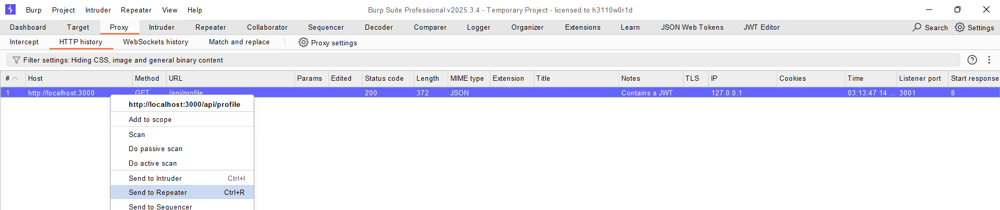 Burp Project Intruder Repeater View Help Burp Suite Professional v2025.3.4 - Temporary Project - licensed to h3110w0r1d
Dashboard Target Proxy Intruder Repeater Collaborator Sequencer Decoder Comparer Logger Organizer Extensions Learn JSON Web Tokens JWT Editor Search Settings
Intercept HTTP history WebSockets history Match and replace Proxy settings
Filter settings: Hiding CSS, image and general binary content
# Host Method URL Params Edited Status code Length MIME type Extension Title Notes TLS IP Cookies Time Listener port Start response
1 http://localhost:3000 GET /api/profile 200 372 JSON Contains a JWT 127.0.0.1 03:13:47 14 ... 3001 8
http://localhost:3000/api/profile
Add to scope
Scan
Do passive scan
Do active scan
Send to Intruder Ctrl+I
Send to Repeater Ctrl+R
Send to Sequencer